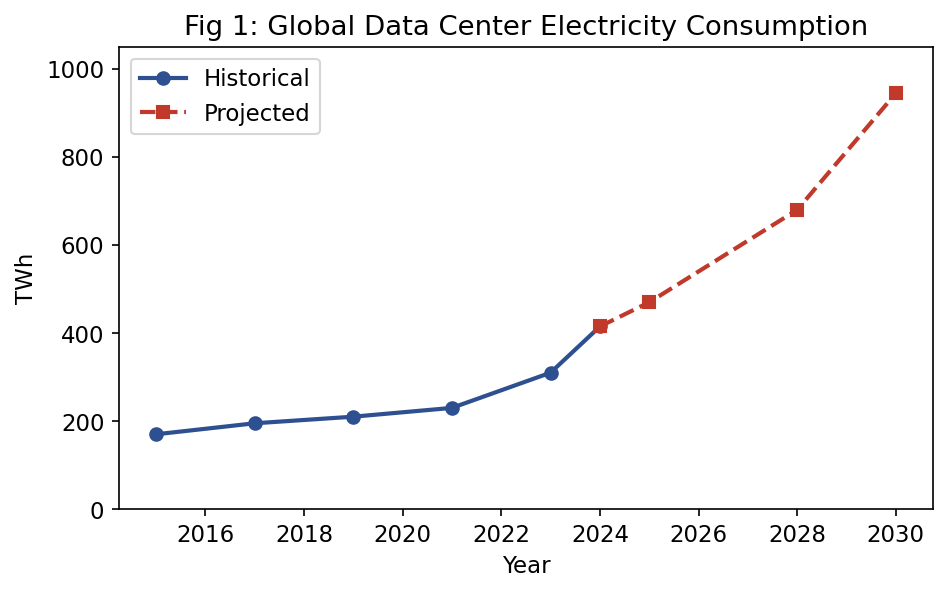 Fig 1: Global Data Center Electricity Consumption
Historical
Projected
1000
800
600
400
200
0
TWh
2016 2018 2020 2022 2024 2026 2028 2030
Year